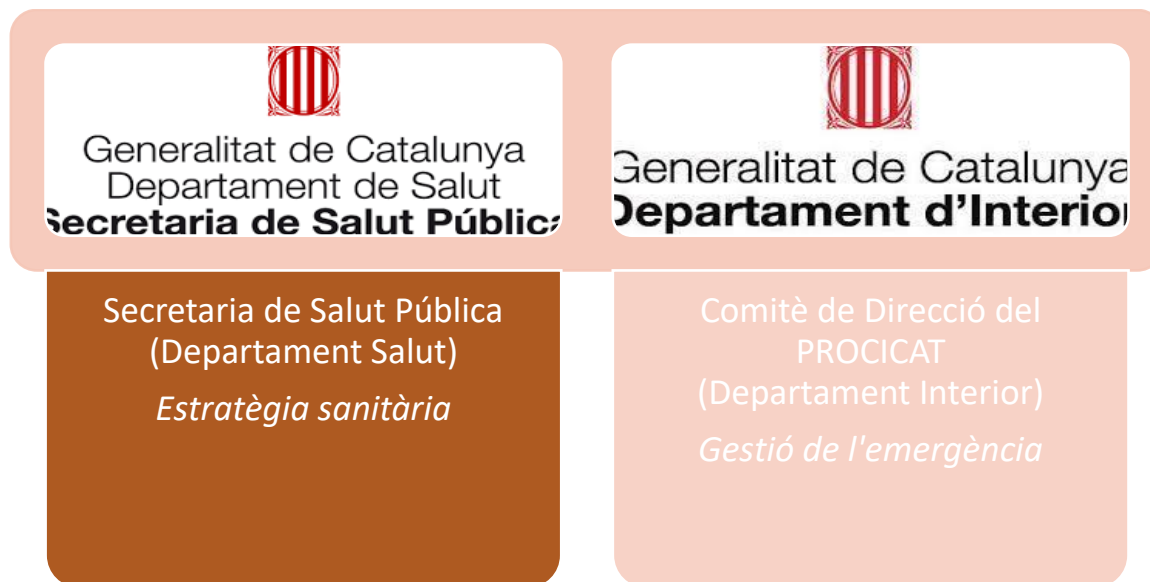 Generalitat de Catalunya
Departament de Salut
Secretaria de Salut Pública
Generalitat de Catalunya
Departament d'Interior
Secretaria de Salut Pública
(Departament Salut)
Estratègia sanitària
Comitè de Direcció del
PROCICAT
(Departament Interior)
Gestió de l'emergència